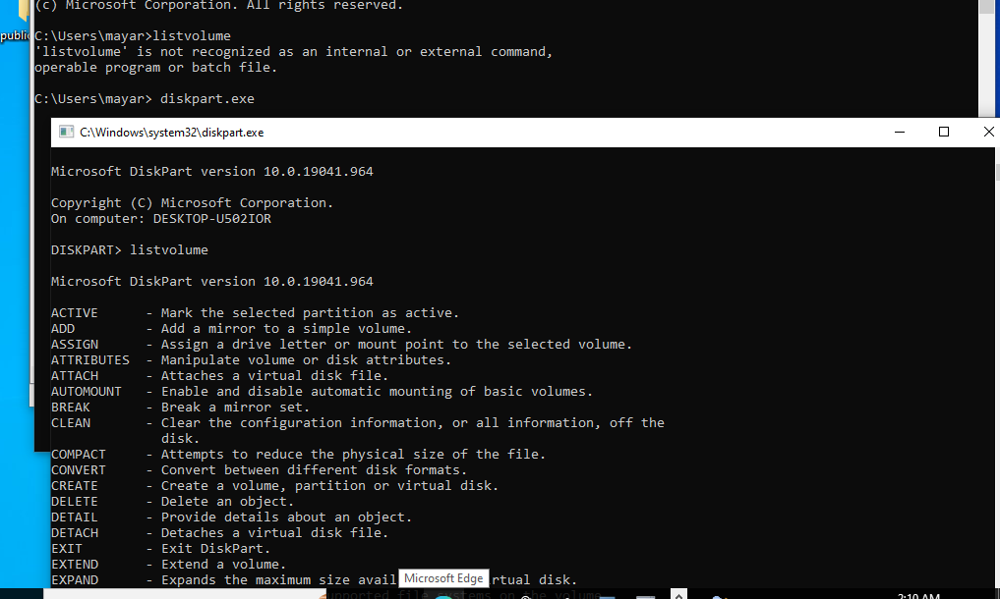 (c) Microsoft Corporation. All rights reserved.
public
C:\Users\mayar>listvolume
'listvolume' is not recognized as an internal or external command,
operable program or batch file.
C:\Users\mayar> diskpart.exe
C:\Windows\system32\diskpart.exe
Microsoft DiskPart version 10.0.19041.964
Copyright (C) Microsoft Corporation.
On computer: DESKTOP-U502IOR
DISKPART> listvolume
Microsoft DiskPart version 10.0.19041.964
ACTIVE - Mark the selected partition as active.
ADD - Add a mirror to a simple volume.
ASSIGN - Assign a drive letter or mount point to the selected volume.
ATTRIBUTES - Manipulate volume or disk attributes.
ATTACH - Attaches a virtual disk file.
AUTOMOUNT - Enable and disable automatic mounting of basic volumes.
BREAK - Break a mirror set.
CLEAN - Clear the configuration information, or all information, off the
disk.
COMPACT - Attempts to reduce the physical size of the file.
CONVERT - Convert between different disk formats.
CREATE - Create a volume, partition or virtual disk.
DELETE - Delete an object.
DETAIL - Provide details about an object.
DETACH - Detaches a virtual disk file.
EXIT - Exit DiskPart.
EXTEND - Extend a volume.
EXPAND - Expands the maximum size avail Microsoft Edge rtual disk.
upported file systems on the volume
2:10 AM